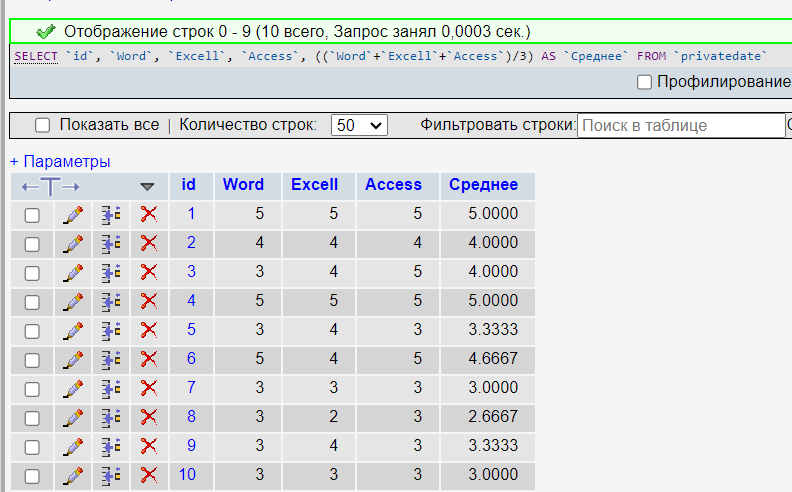 Отображение строк 0 - 9 (10 всего, Запрос занял 0,0003 сек.)
SELECT `id`, `Word`, `Excell`, `Access`, ((`Word`+`Excell`+`Access`)/3) AS `Среднее` FROM `privatedate`
Профилирование
Показать все | Количество строк: 50 Фильтровать строки: Поиск в таблице
+ Параметры
←T→ id Word Excell Access Среднее
1 5 5 5 5.0000
2 4 4 4 4.0000
3 3 4 5 4.0000
4 5 5 5 5.0000
5 3 4 3 3.3333
6 5 4 5 4.6667
7 3 3 3 3.0000
8 3 2 3 2.6667
9 3 4 3 3.3333
10 3 3 3 3.0000